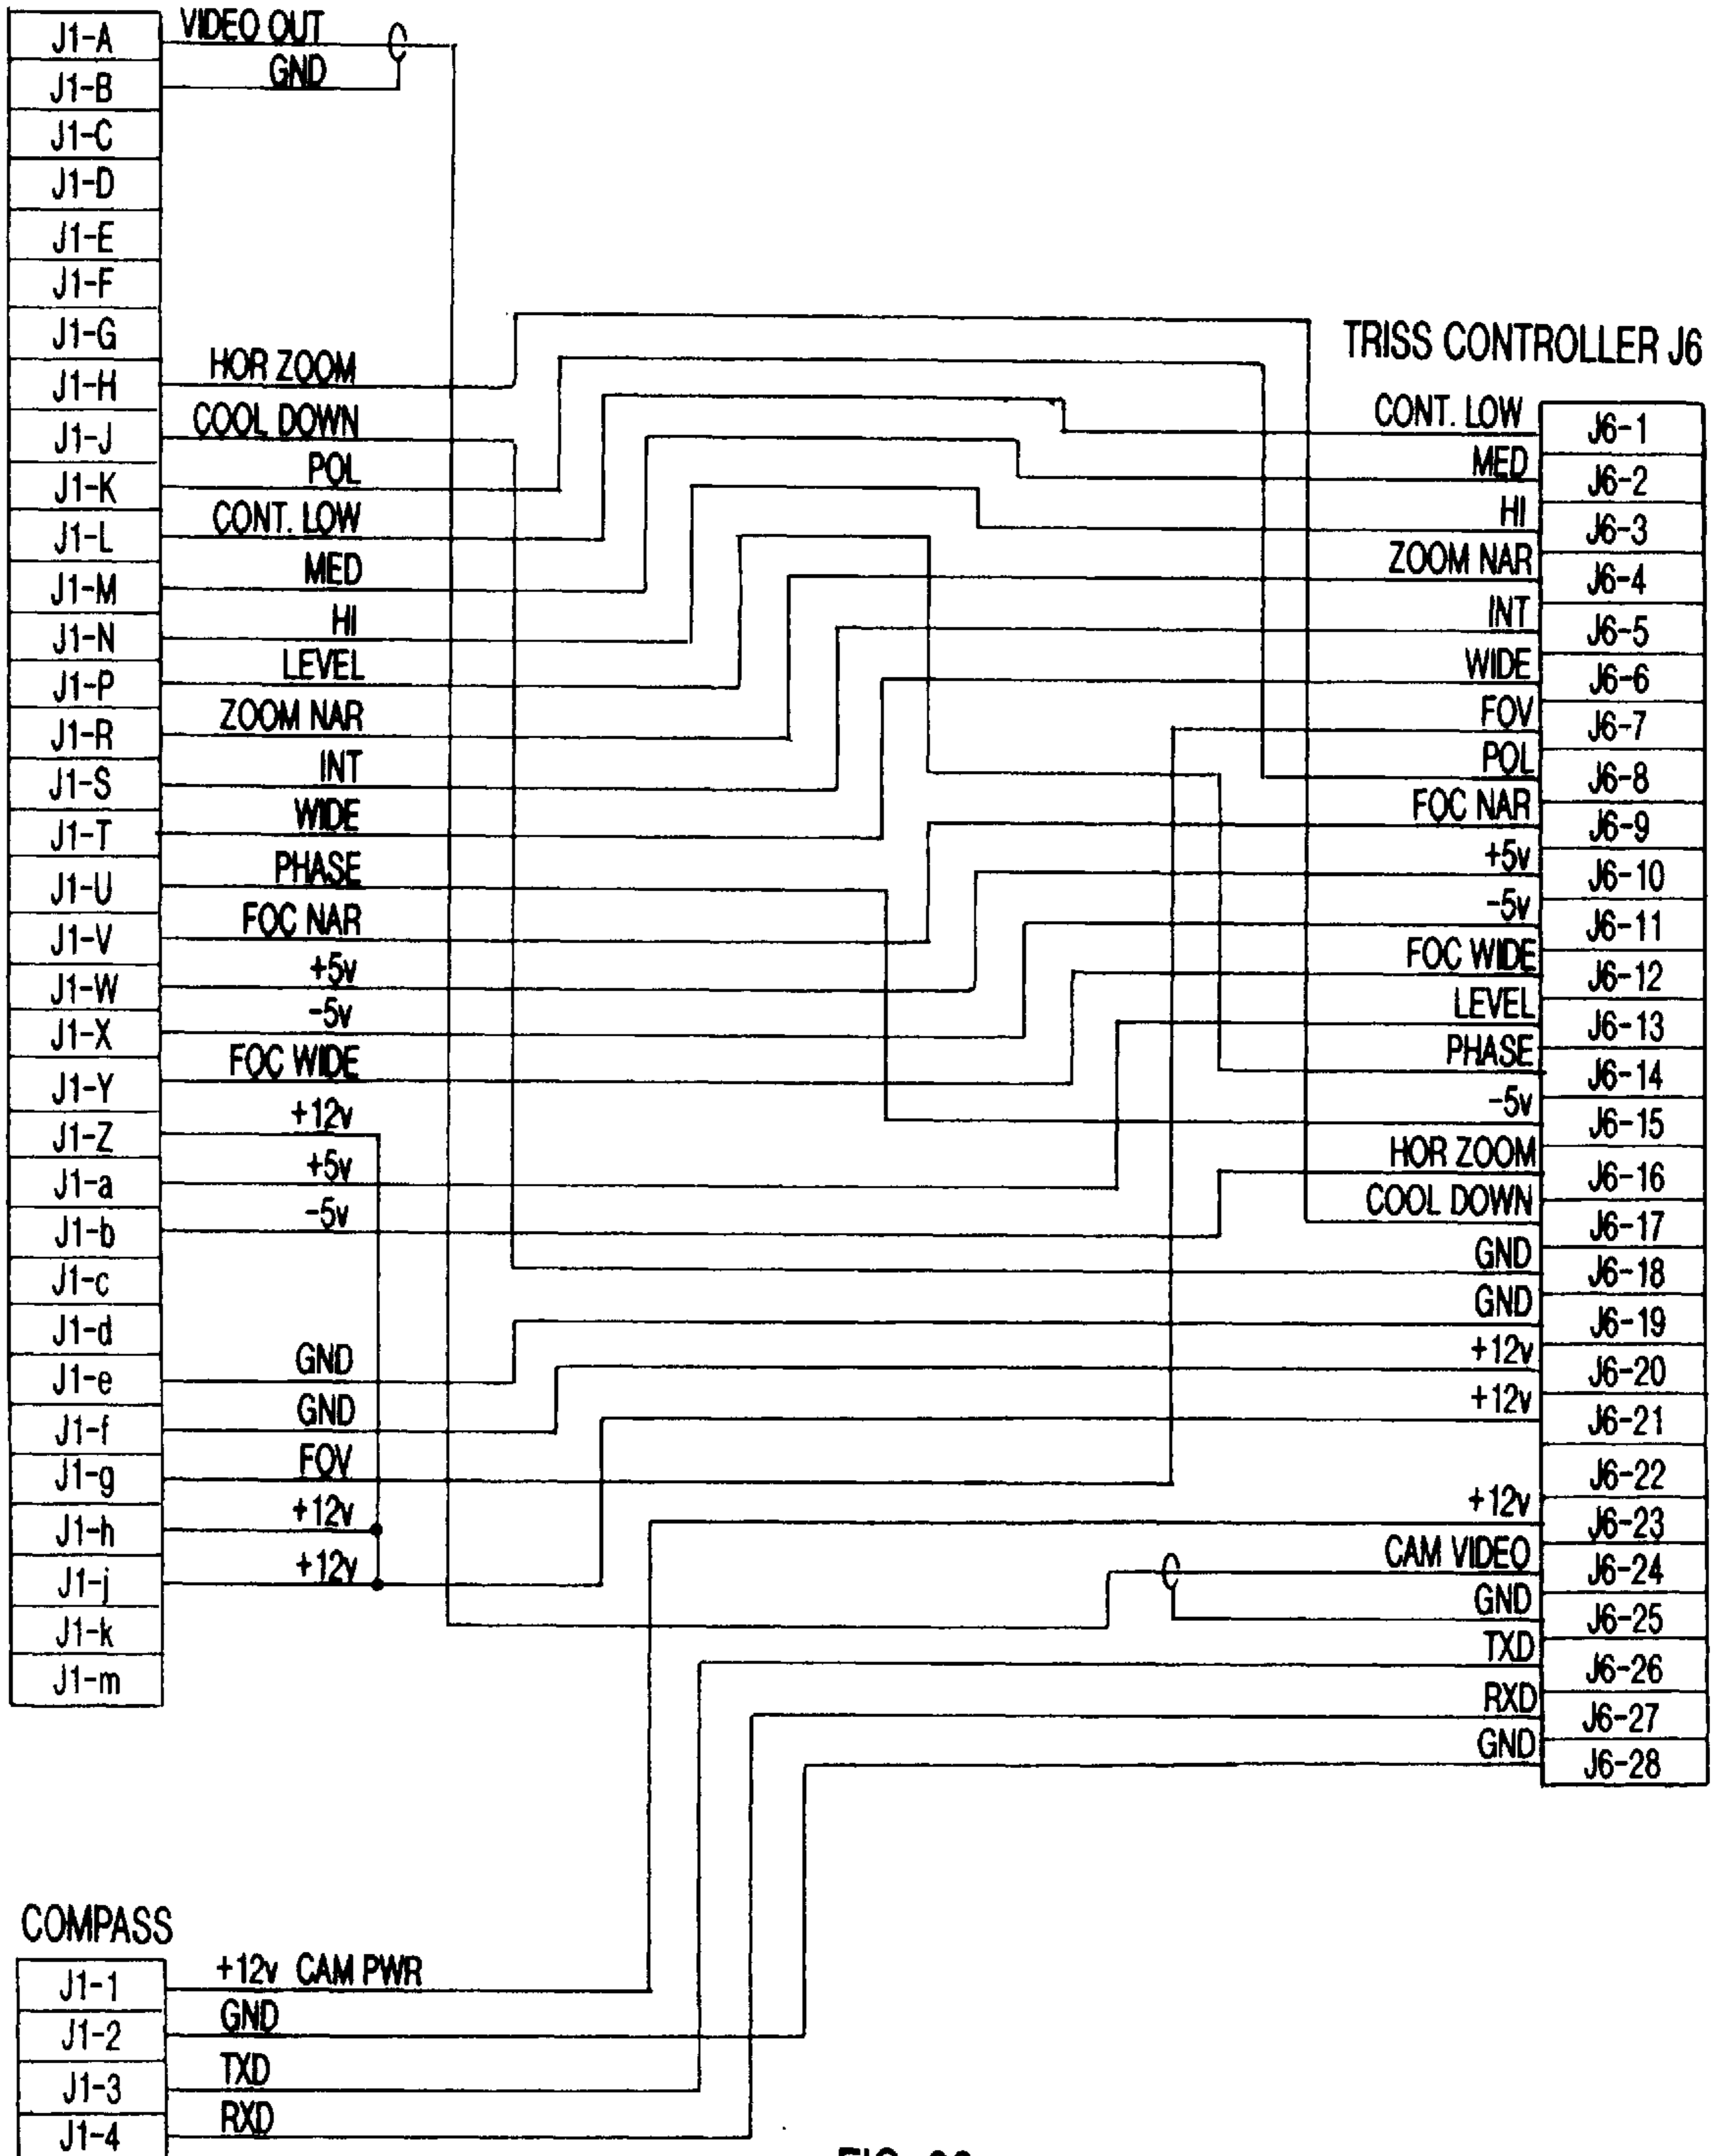 J1-A VIDEO OUT
J1-B GND
J1-C
J1-D
J1-E
J1-F
J1-G
J1-H HOR ZOOM
J1-J COOL DOWN
J1-K POL
J1-L CONT. LOW
J1-M MED
J1-N HI
J1-P LEVEL
J1-R ZOOM NAR
J1-S INT
J1-T WIDE
J1-U PHASE
J1-V FOC NAR
J1-W +5v
J1-X -5v
J1-Y FOC WIDE
J1-Z +12v
J1-a +5v
J1-b -5v
J1-c
J1-d
J1-e GND
J1-f GND
J1-g FOV
J1-h +12v
J1-j +12v
J1-k
J1-m
TRISS CONTROLLER J6
CONT. LOW J6-1
MED J6-2
HI J6-3
ZOOM NAR J6-4
INT J6-5
WIDE J6-6
FOV J6-7
POL J6-8
FOC NAR J6-9
+5v J6-10
-5v J6-11
FOC WIDE J6-12
LEVEL J6-13
PHASE J6-14
-5v J6-15
HOR ZOOM J6-16
COOL DOWN J6-17
GND J6-18
GND J6-19
+12v J6-20
+12v J6-21
J6-22
+12v J6-23
CAM VIDEO J6-24
GND J6-25
TXD J6-26
RXD J6-27
GND J6-28
COMPASS
J1-1 +12v CAM PWR
J1-2 GND
J1-3 TXD
J1-4 RXD